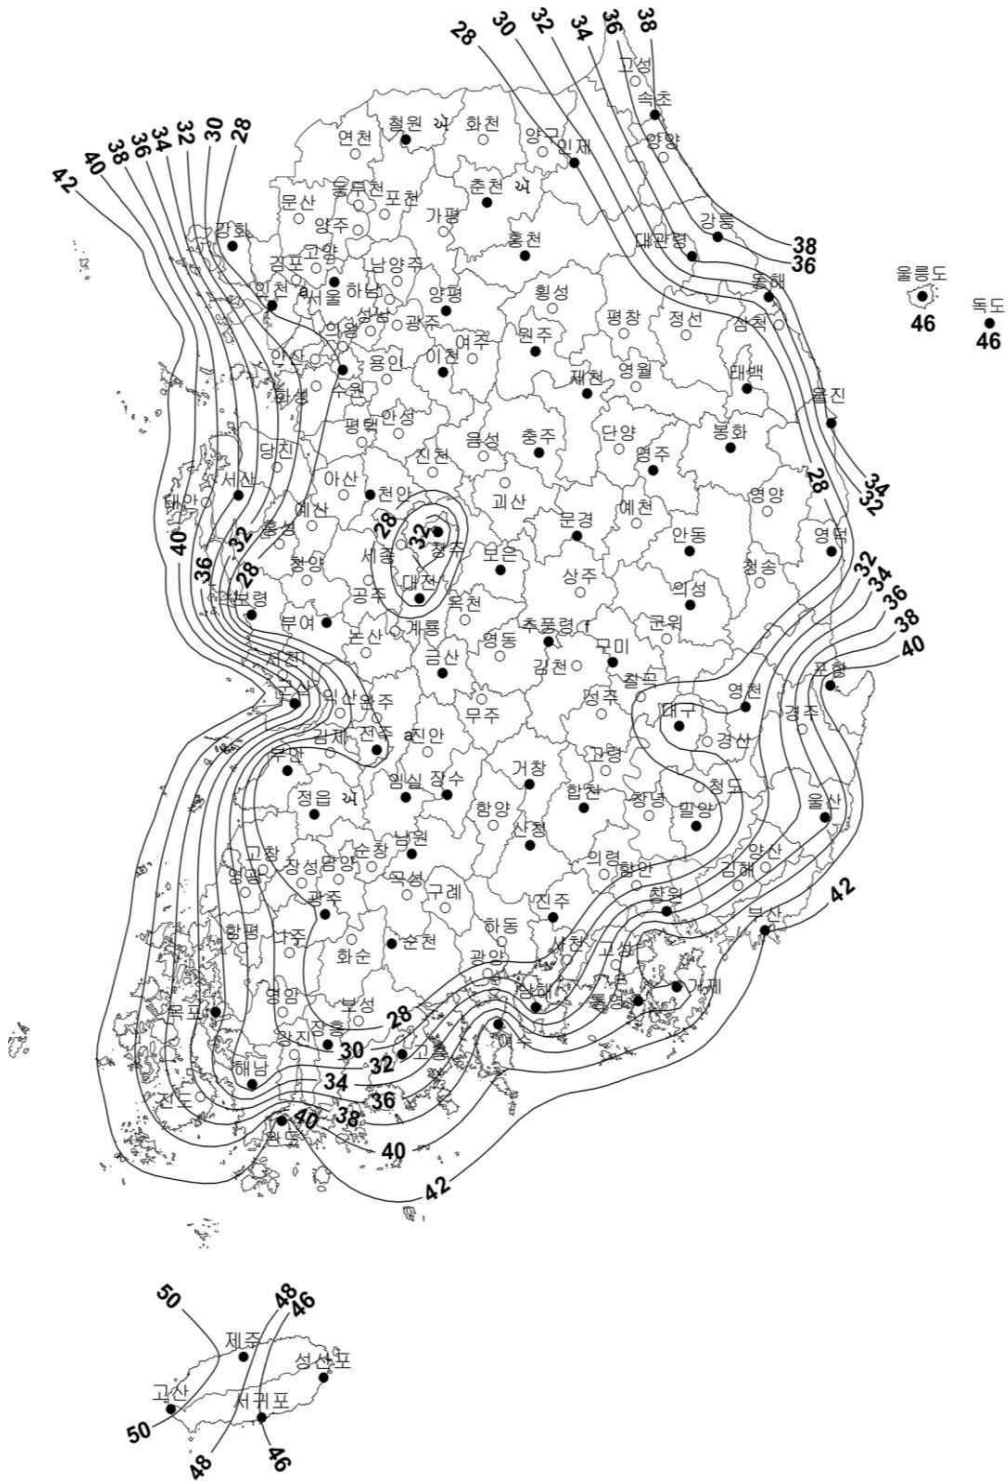 28
30
32
34
36
38
고성
속초
42
40
38
36
34
32
30
28
연천
철원
화천
양구
인제
양양
동두천
포천
춘천
문산
양주
가평
강화
고양
홍천
대관령
강릉
38
36
김포
남양주
울릉도
46
독도
46
인천
서울
하남
양평
횡성
동해
성남
광주
평창
정선
삼척
의왕
여주
원주
안산
용인
이천
제천
영월
태백
화성
수원
울진
평택
안성
음성
충주
단양
봉화
당진
진천
영주
28
34
32
서산
아산
천안
괴산
영양
태안
예산
28
32
문경
예천
홍성
32
청주
안동
영덕
40
36
28
청양
세종
보은
상주
청송
32
34
36
38
40
보령
공주
대전
옥천
의성
부여
논산
계룡
영동
추풍령
군위
서천
금산
김천
구미
칠곡
포항
군산
익산
완주
무주
성주
대구
영천
경주
김제
전주
진안
경산
부안
고령
임실
장수
거창
합천
창녕
청도
정읍
함양
밀양
울산
남원
산청
고창
장성
담양
순창
의령
함안
양산
영광
곡성
구례
김해
광주
진주
창원
42
함평
나주
화순
순천
하동
사천
고성
부산
광양
영암
보성
남해
통영
거제
목포
강진
장흥
28
여수
30
고흥
해남
32
34
진도
36
40
38
완도
40
42
50
48
46
제주
성산포
고산
서귀포
50
48
46